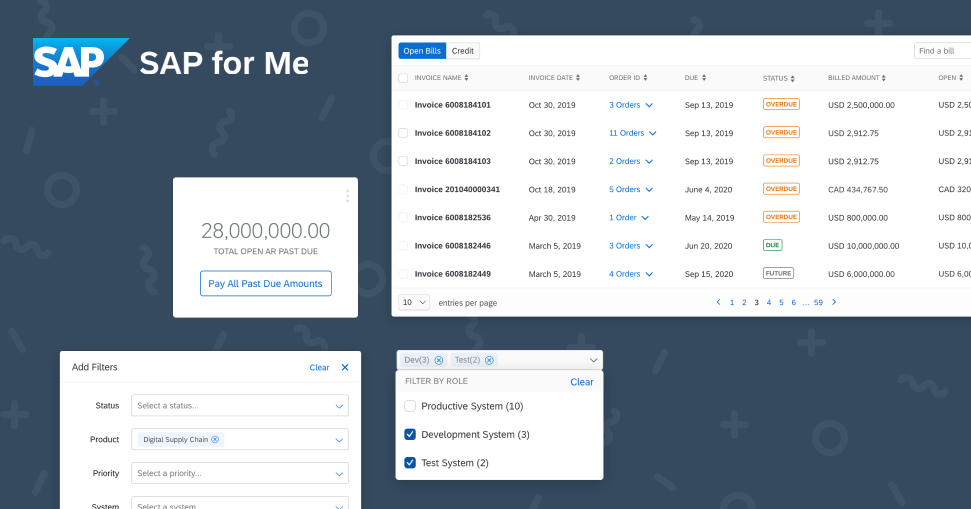 SAP SAP for Me
Open Bills Credit Find a bill
INVOICE NAME INVOICE DATE ORDER ID DUE STATUS BILLED AMOUNT OPEN
Invoice 6008184101 Oct 30, 2019 3 Orders Sep 13, 2019 OVERDUE USD 2,500,000.00 USD 2,50
Invoice 6008184102 Oct 30, 2019 11 Orders Sep 13, 2019 OVERDUE USD 2,912.75 USD 2,91
Invoice 6008184103 Oct 30, 2019 2 Orders Sep 13, 2019 OVERDUE USD 2,912.75 USD 2,91
Invoice 201040000341 Oct 18, 2019 5 Orders June 4, 2020 OVERDUE CAD 434,767.50 CAD 320
Invoice 6008182536 Apr 30, 2019 1 Order May 14, 2019 OVERDUE USD 800,000.00 USD 800
Invoice 6008182446 March 5, 2019 3 Orders Jun 20, 2020 DUE USD 10,000,000.00 USD 10,0
Invoice 6008182449 March 5, 2019 4 Orders Sep 15, 2020 FUTURE USD 6,000,000.00 USD 6,00
10 entries per page 1 2 3 4 5 6 ... 59
28,000,000.00
TOTAL OPEN AR PAST DUE
Pay All Past Due Amounts
Add Filters Clear
Status Select a status...
Product Digital Supply Chain
Priority Select a priority...
System Select a system
Dev(3) Test(2)
FILTER BY ROLE Clear
Productive System (10)
Development System (3)
Test System (2)